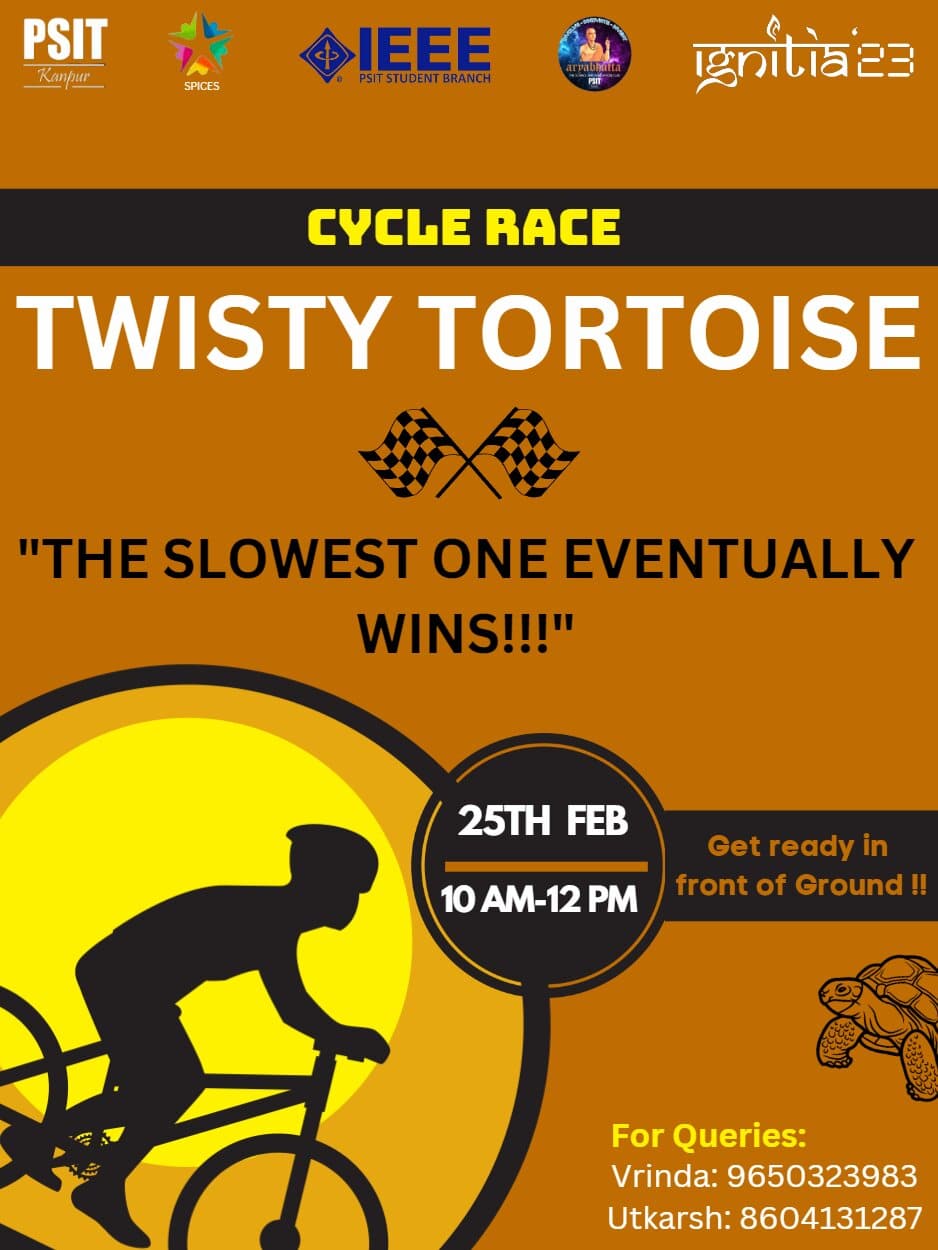 PSIT
Kanpur
SPICES
IEEE
PSIT STUDENT BRANCH
aryabhatta
PSIT
ignitia'23
CYCLE RACE
TWISTY TORTOISE
"THE SLOWEST ONE EVENTUALLY
WINS!!!"
25TH FEB
10 AM-12 PM
Get ready in
front of Ground !!
For Queries:
Vrinda: 9650323983
Utkarsh: 8604131287